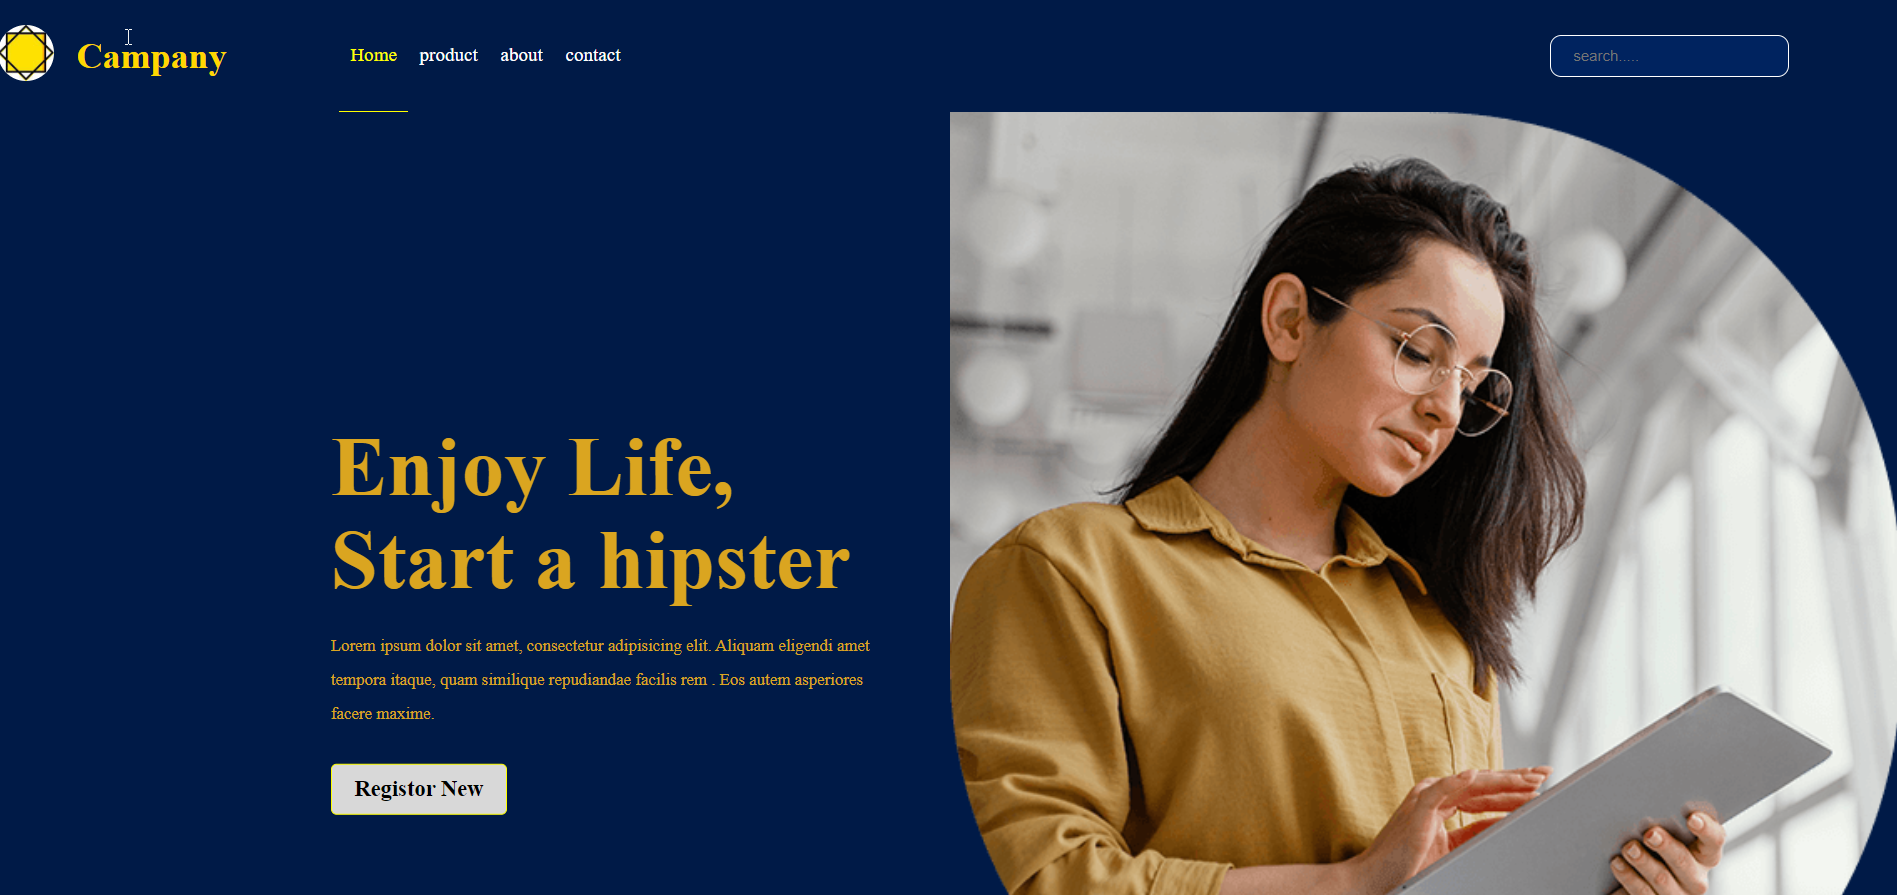 Campany
Home product about contact
search.....
Enjoy Life,
Start a hipster
Lorem ipsum dolor sit amet, consectetur adipisicing elit. Aliquam eligendi amet
tempora itaque, quam similique repudiandae facilis rem . Eos autem asperiores
facere maxime.
Registor New